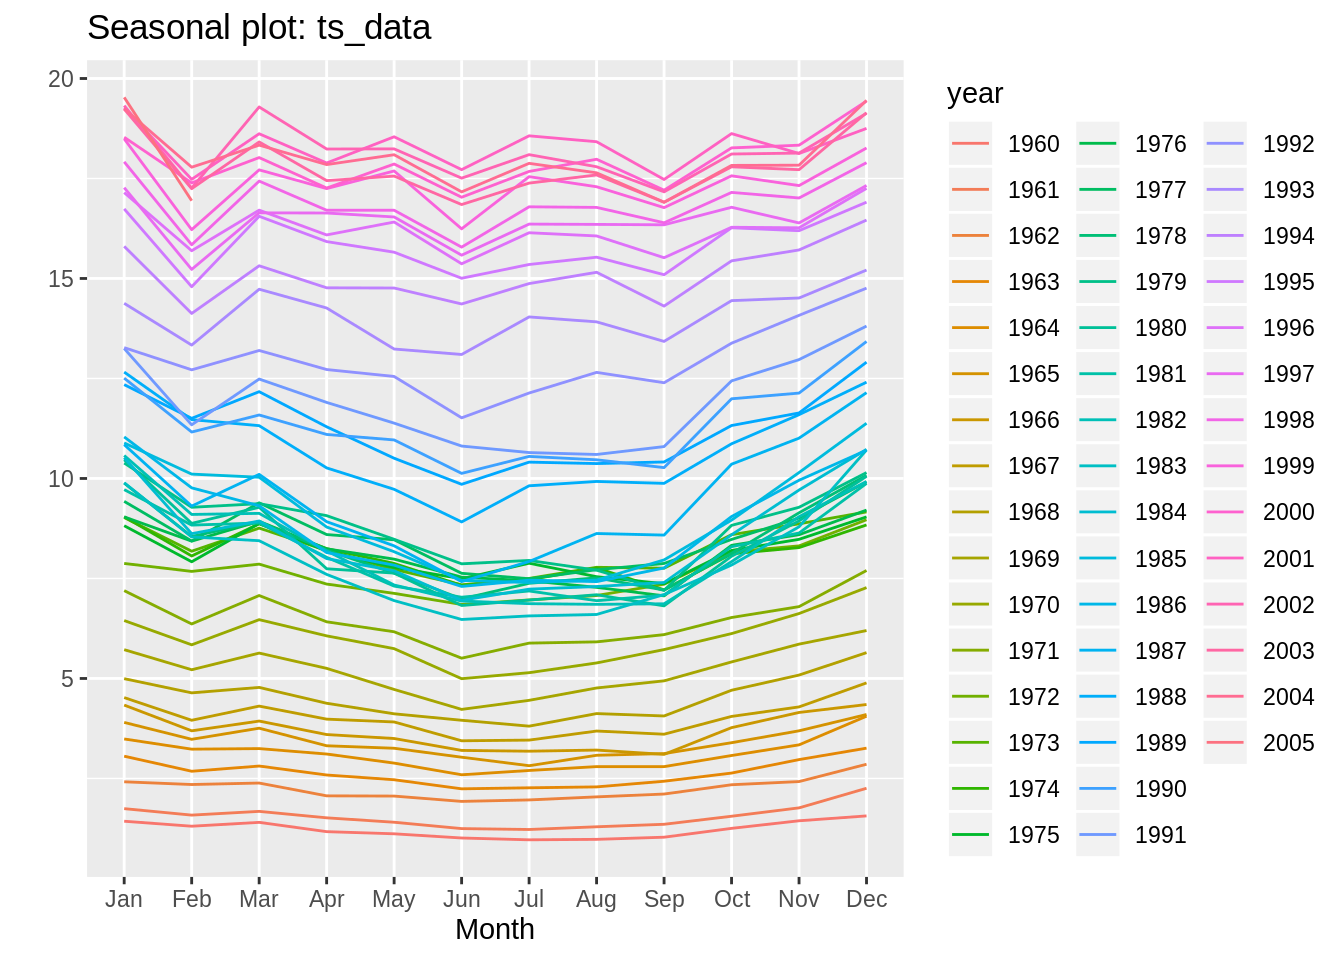 Seasonal plot: ts_data
20
15
10
5
Jan Feb Mar Apr May Jun Jul Aug Sep Oct Nov Dec
Month
year
1960 1976 1992
1961 1977 1993
1962 1978 1994
1963 1979 1995
1964 1980 1996
1965 1981 1997
1966 1982 1998
1967 1983 1999
1968 1984 2000
1969 1985 2001
1970 1986 2002
1971 1987 2003
1972 1988 2004
1973 1989 2005
1974 1990
1975 1991